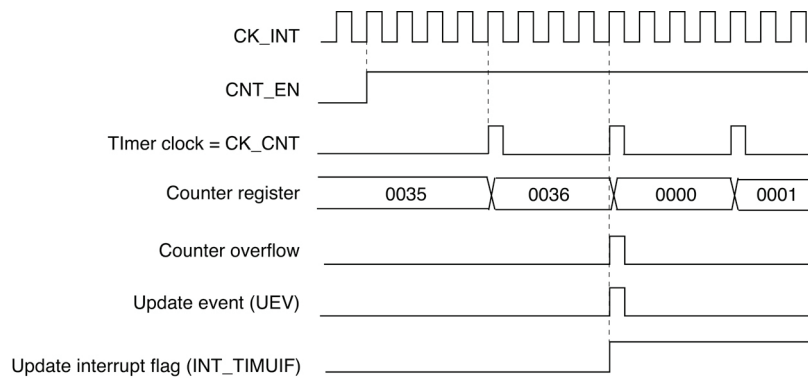 CK_INT
CNT_EN
TImer clock = CK_CNT
Counter register 0035 0036 0000 0001
Counter overflow
Update event (UEV)
Update interrupt flag (INT_TIMUIF)